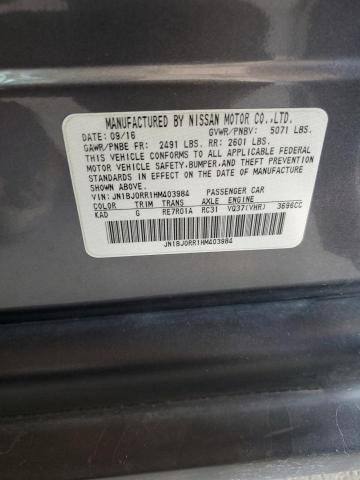 MANUFACTURED BY NISSAN MOTOR CO.,LTD.
DATE: 09/16 GVWR/PNBV: 5071 LBS.
GAWR/PNBE FR: 2491 LBS. RR: 2601 LBS.
THIS VEHICLE CONFORMS TO ALL APPLICABLE FEDERAL
MOTOR VEHICLE SAFETY, BUMPER, AND THEFT PREVENTION
STANDARDS IN EFFECT ON THE DATE OF MANUFACTURE
SHOWN ABOVE.
VIN: JN1BJ0RR1HM403984 PASSENGER CAR
COLOR TRIM TRANS AXLE ENGINE
KAD G RE7R01A RC31 VQ37(VHR) 3696CC
JN1BJ0RR1HM403984